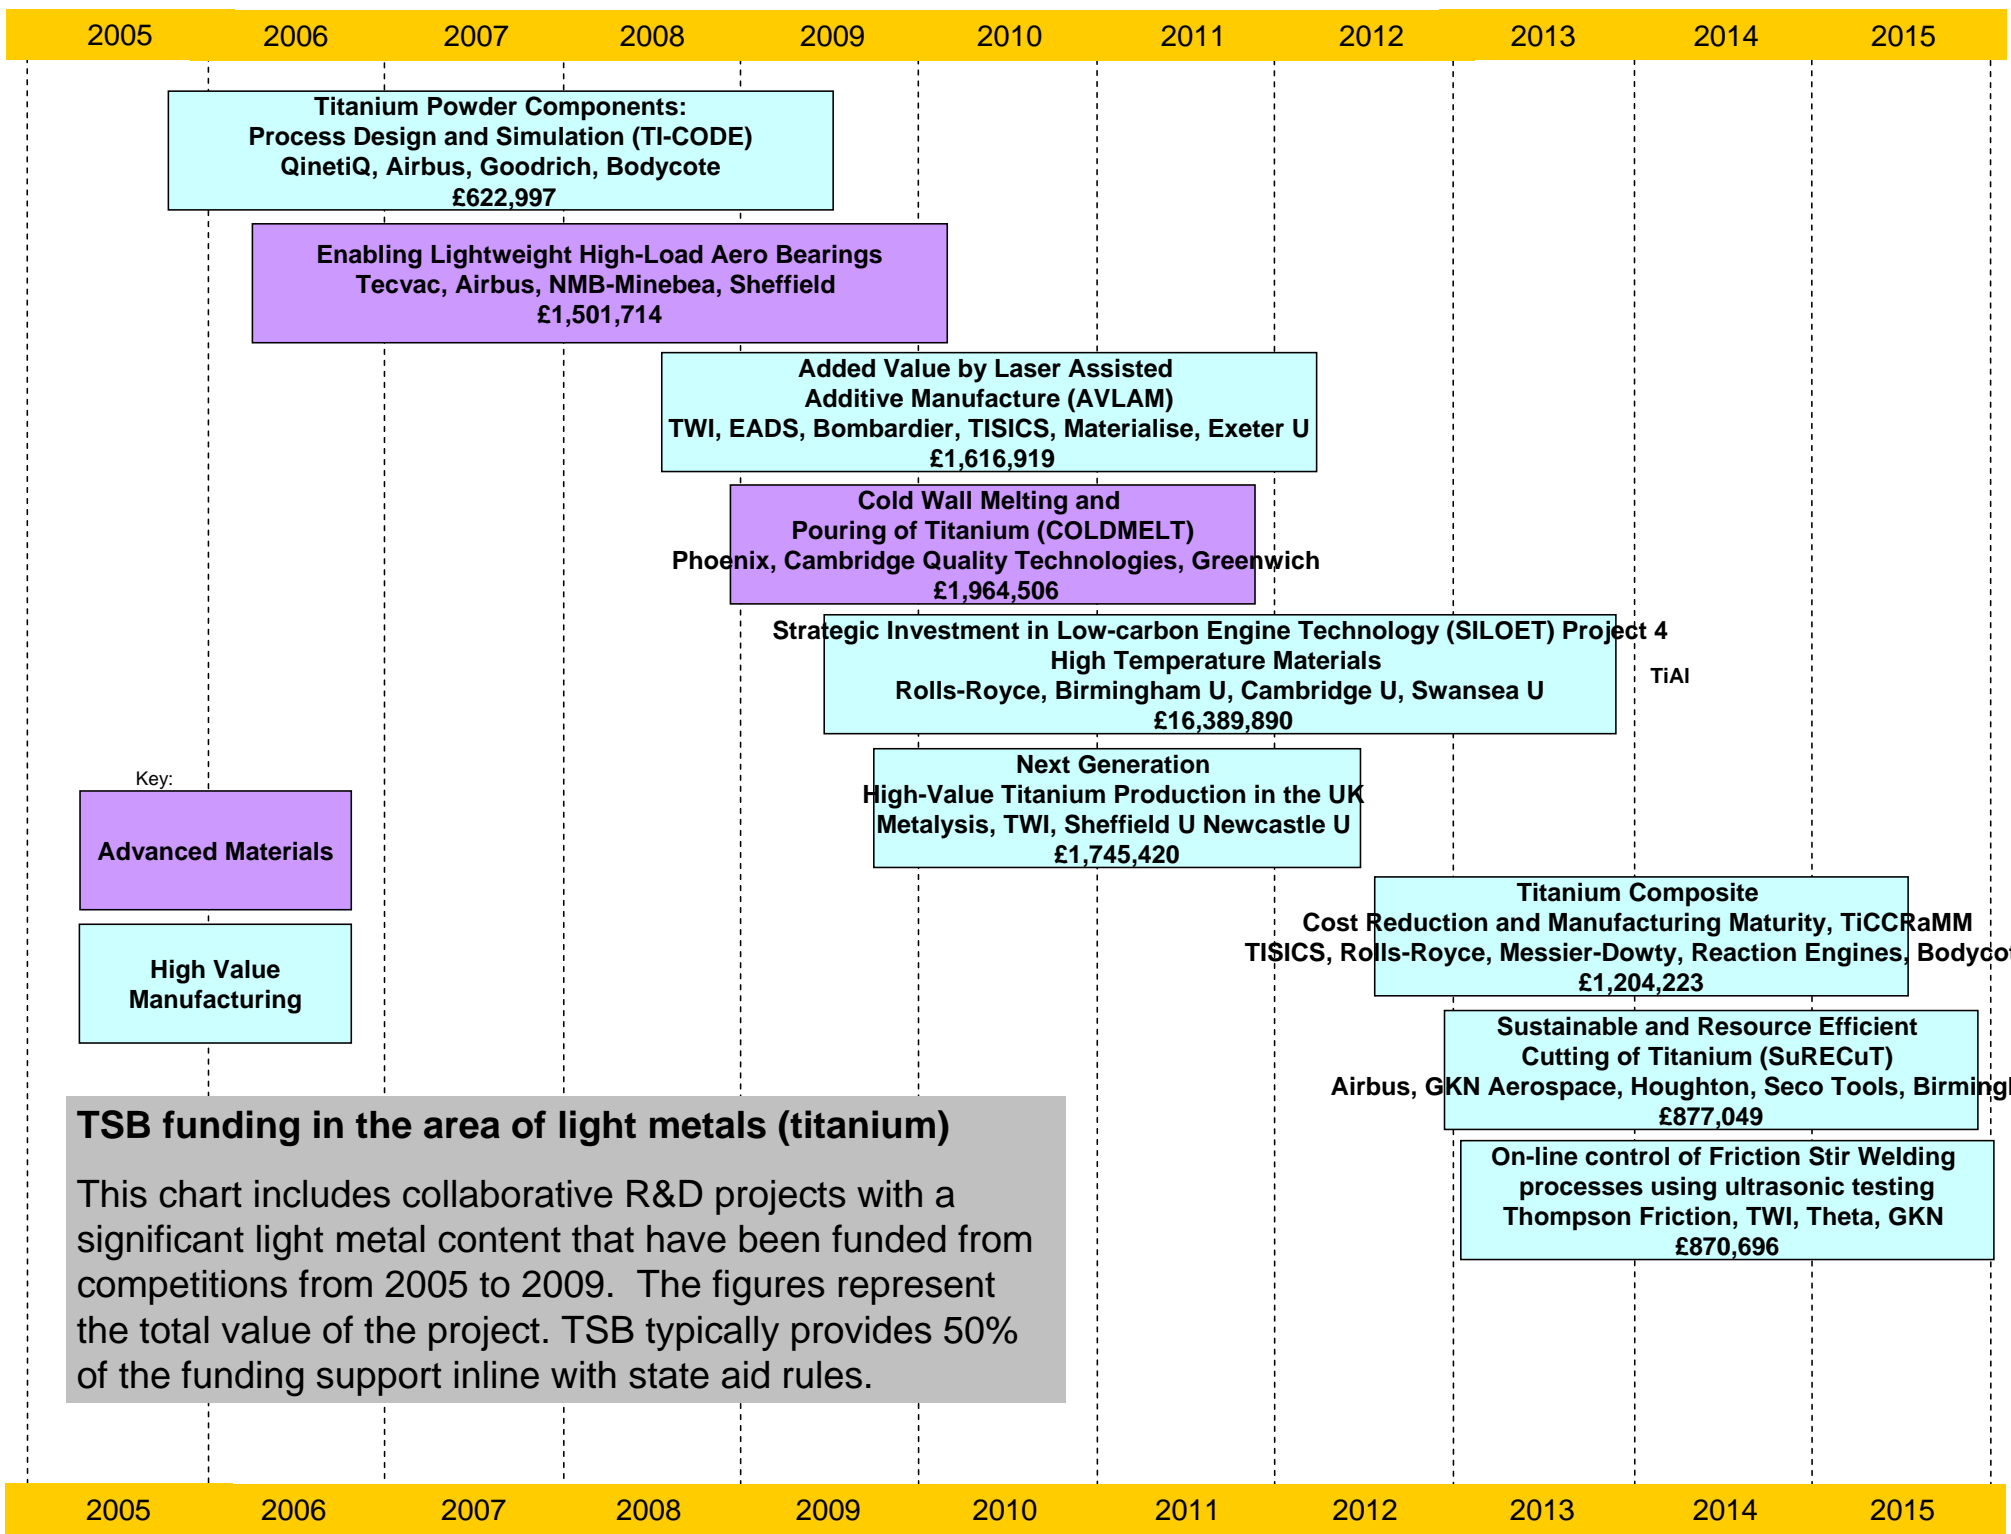 2005 2006 2007 2008 2009 2010 2011 2012 2013 2014 2015
Titanium Powder Components:
Process Design and Simulation (TI-CODE)
QinetiQ, Airbus, Goodrich, Bodycote
£622,997
Enabling Lightweight High-Load Aero Bearings
Tecvac, Airbus, NMB-Minebea, Sheffield
£1,501,714
Added Value by Laser Assisted
Additive Manufacture (AVLAM)
TWI, EADS, Bombardier, TISICS, Materialise, Exeter U
£1,616,919
Cold Wall Melting and
Pouring of Titanium (COLDMELT)
Phoenix, Cambridge Quality Technologies, Greenwich
£1,964,506
Strategic Investment in Low-carbon Engine Technology (SILOET) Project 4
High Temperature Materials
Rolls-Royce, Birmingham U, Cambridge U, Swansea U
£16,389,890
TiAl
Next Generation
High-Value Titanium Production in the UK
Metalysis, TWI, Sheffield U Newcastle U
£1,745,420
Key:
Advanced Materials
High Value
Manufacturing
Titanium Composite
Cost Reduction and Manufacturing Maturity, TiCCRaMM
TISICS, Rolls-Royce, Messier-Dowty, Reaction Engines,
£1,204,223
Sustainable and Resource Efficient
Cutting of Titanium (SuRECuT)
Airbus, GKN Aerospace, Houghton, Seco Tools,
£877,049
On-line control of Friction Stir Welding
processes using ultrasonic testing
Thompson Friction, TWI, Theta, GKN
£870,696
TSB funding in the area of light metals (titanium)
This chart includes collaborative R&D projects with a
significant light metal content that have been funded from
competitions from 2005 to 2009. The figures represent
the total value of the project. TSB typically provides 50%
of the funding support inline with state aid rules.
2005 2006 2007 2008 2009 2010 2011 2012 2013 2014 2015